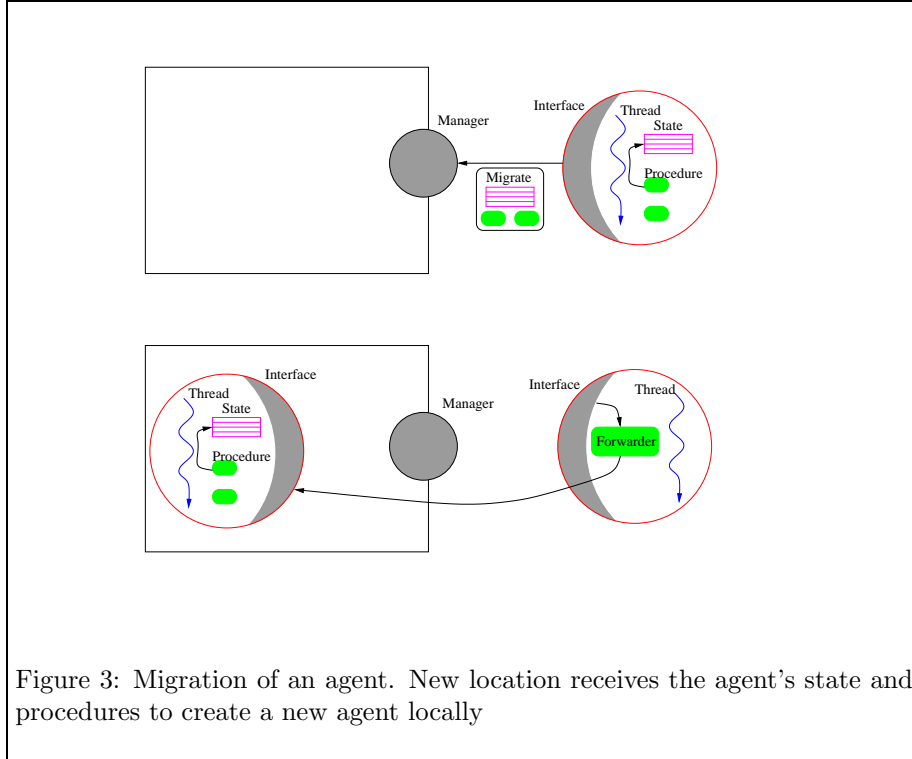 Interface
Thread
Manager
State
Migrate
Procedure
Interface
Thread
State
Procedure
Manager
Interface
Thread
Forwarder
Figure 3: Migration of an agent. New location receives the agent's state and
procedures to create a new agent locally